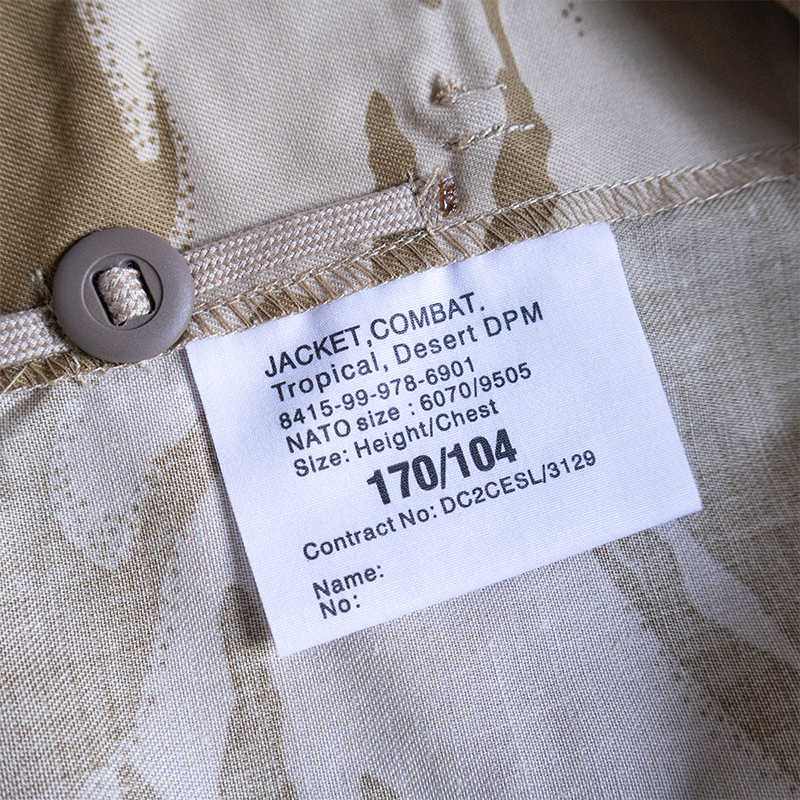 JACKET,COMBAT.
Tropical, Desert DPM
8415-99-978-6901
NATO size : 6070/9505
Size: Height/Chest
170/104
Contract No: DC2CESL/3129
Name:
No: